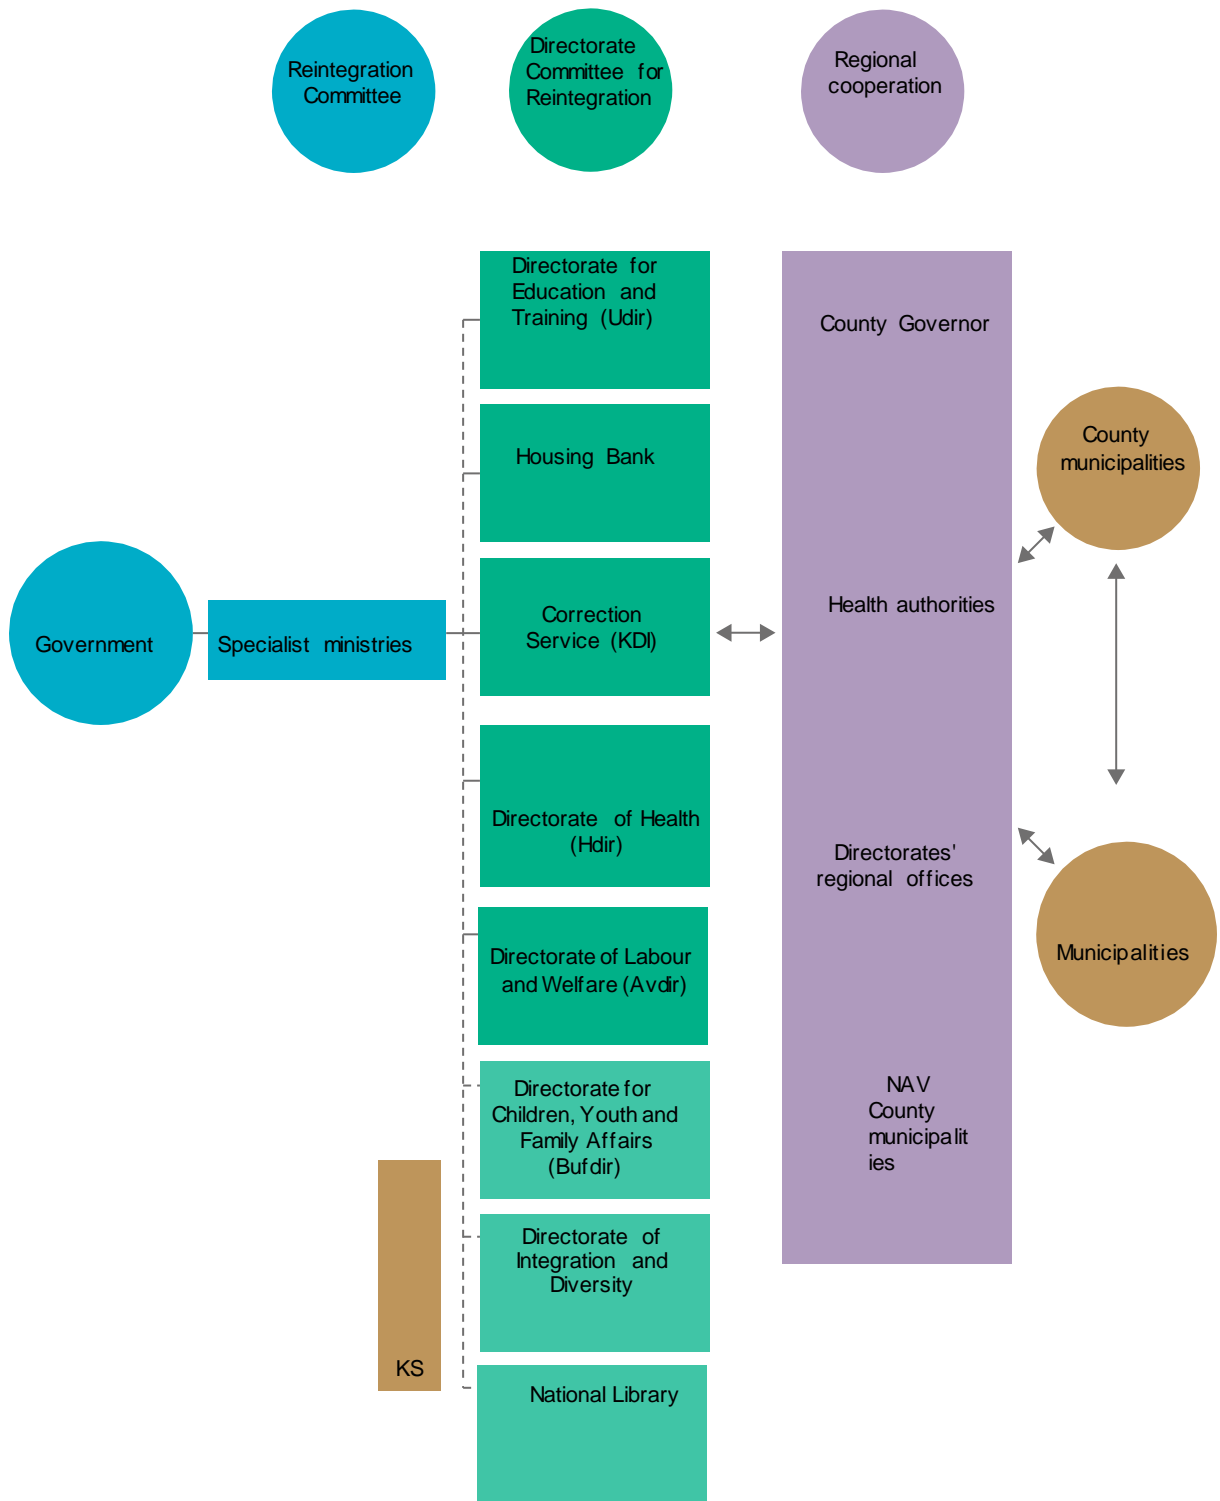 Reintegration
Committee
Directorate
Committee for
Reintegration
Regional
cooperation
Directorate for
Education and
Training (Udir)
County Governor
County
municipalities
Housing Bank
Government
Specialist ministries
Correction
Service (KDI)
Health authorities
Directorate of Health
(Hdir)
Directorates'
regional offices
Directorate of Labour
and Welfare (Avdir)
Municipalities
Directorate for
Children, Youth and
Family Affairs
(Bufdir)
NAV
County
municipalit
ies
Directorate of
Integration and
Diversity
KS
National Library